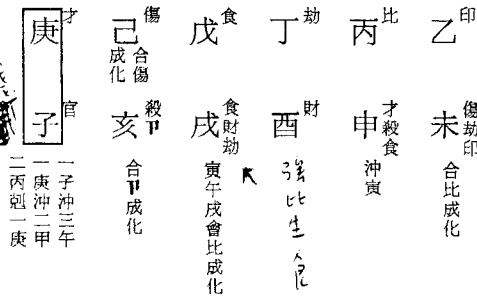 印
乙
傷劫印
未
合比成化
比
丙
才殺食
申
沖寅
劫
丁
財
酉
強比生
食
戊
食財劫
戌
寅午戌會比成化
傷
己
合傷
成化
殺卩
亥
合卩成化
才
庚
官
子
一子沖三午
一庚沖二甲
二丙剋一庚